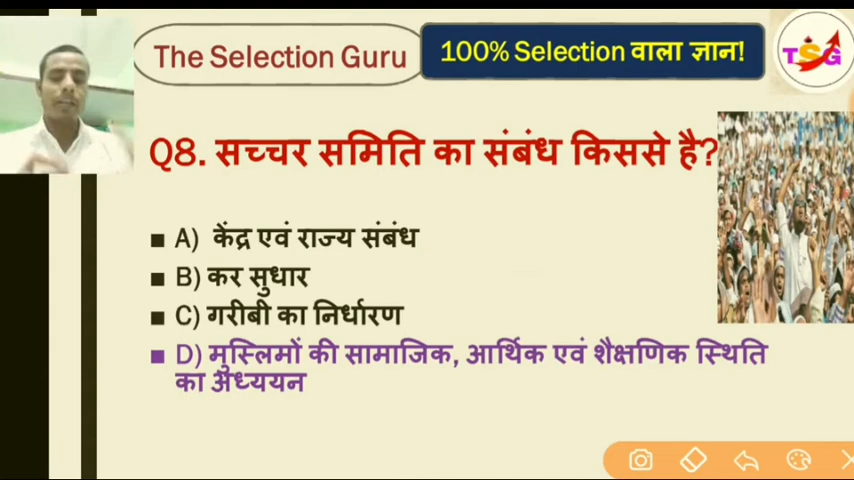 The Selection Guru
100% Selection वाला ज्ञान!
TSG
Q8. सच्चर समिति का संबंध किससे है?
A) केंद्र एवं राज्य संबंध
B) कर सुधार
C) गरीबी का निर्धारण
D) मुस्लिमों की सामाजिक, आर्थिक एवं शैक्षणिक स्थिति
का अध्ययन